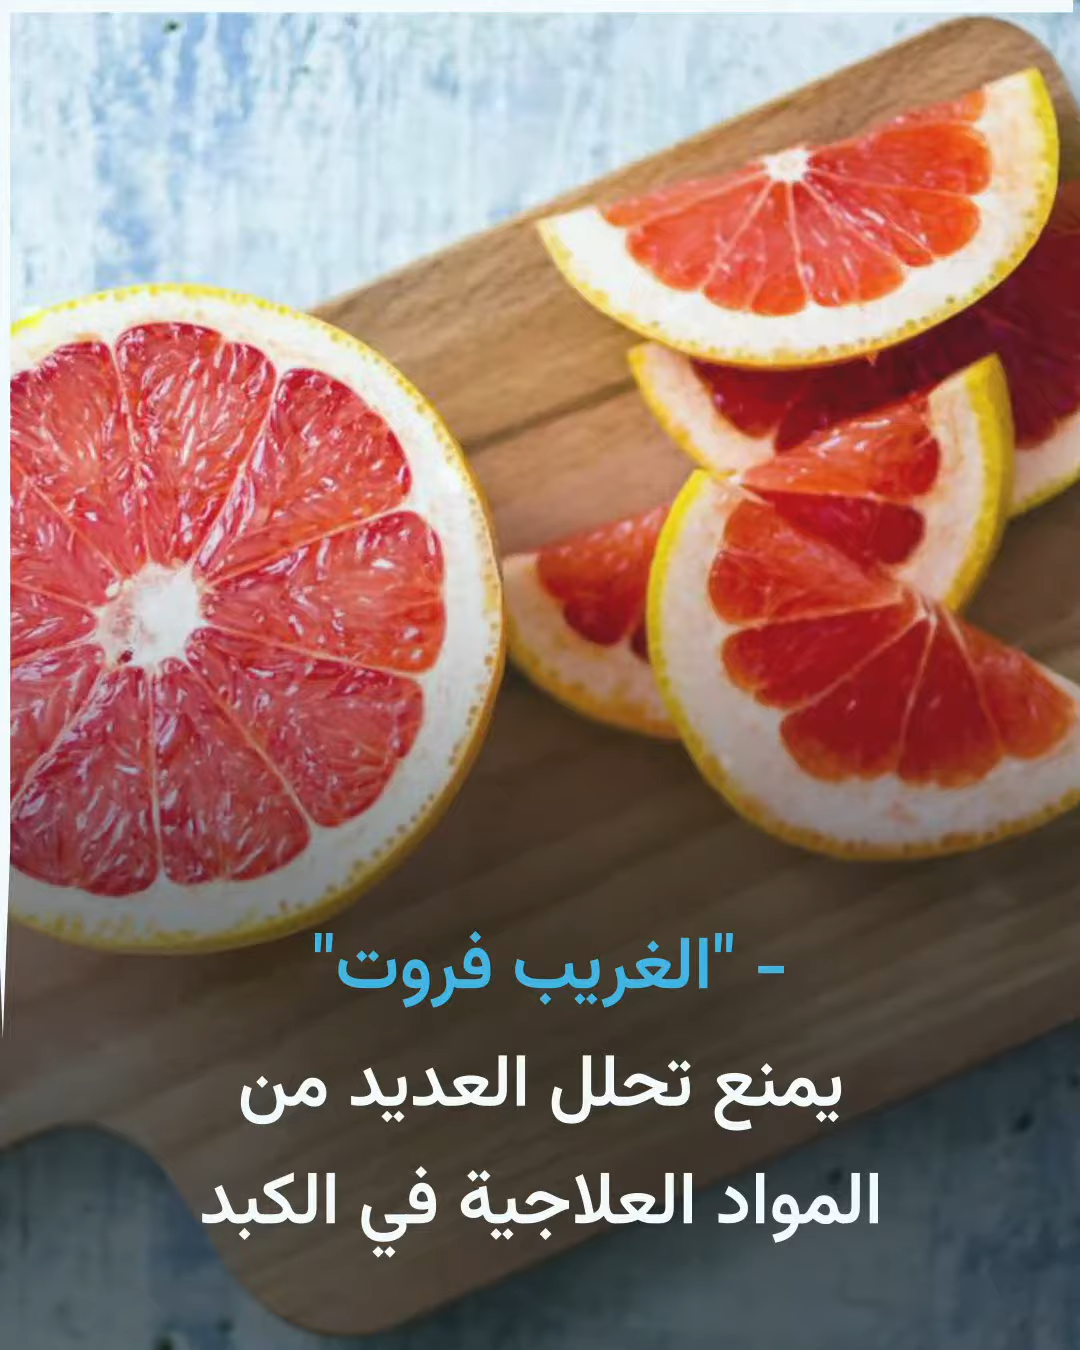 - "الغريب فروت"
يمنع تحلل العديد من
المواد العلاجية في الكبد